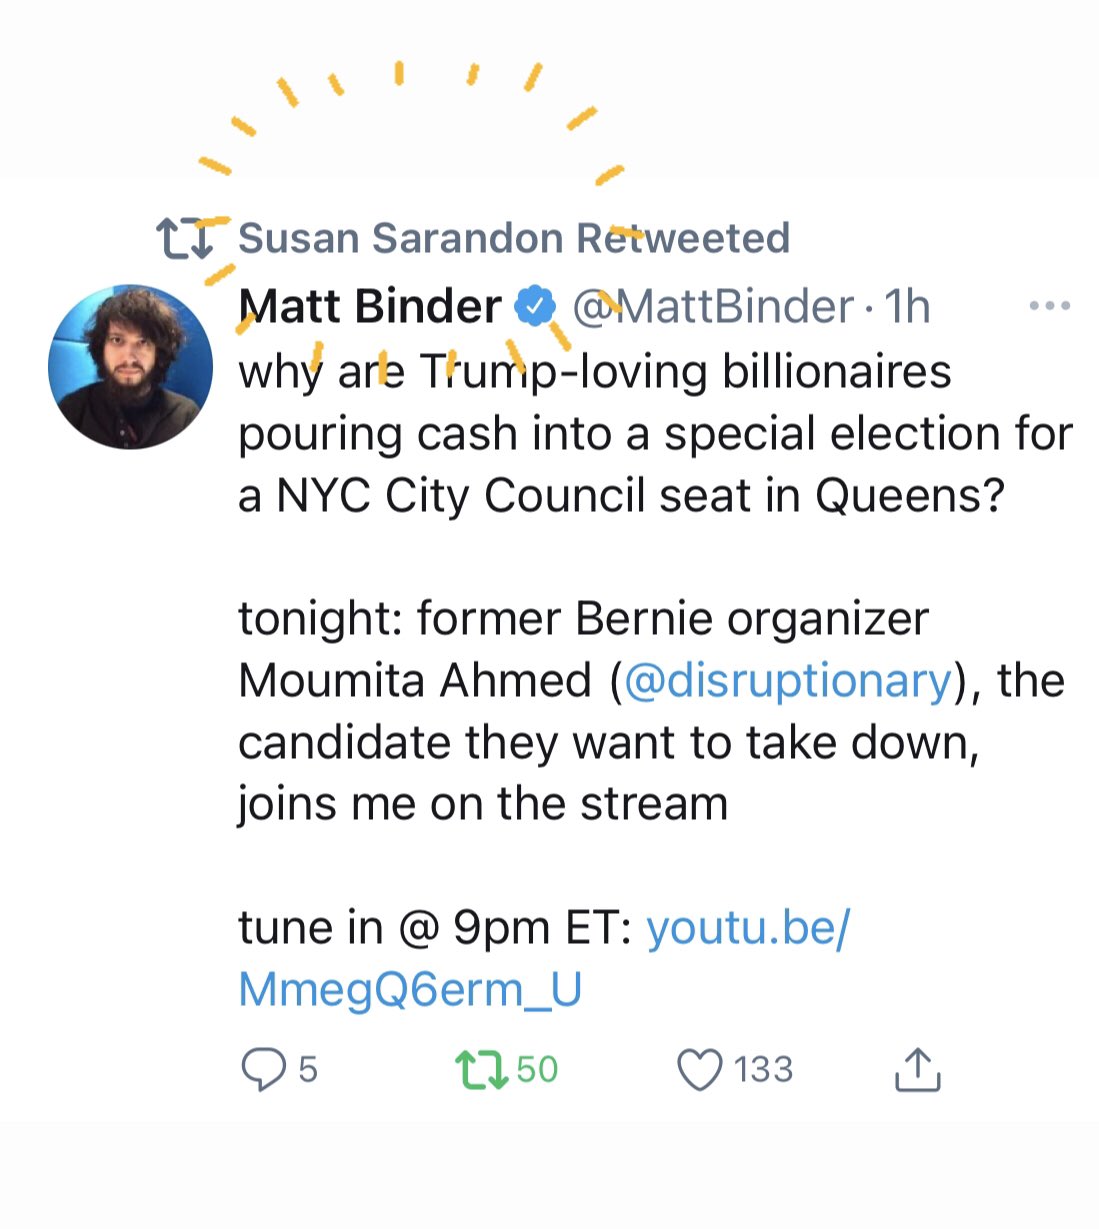 Susan Sarandon Retweeted
Matt Binder @MattBinder · 1h
why are Trump-loving billionaires
pouring cash into a special election for
a NYC City Council seat in Queens?
tonight: former Bernie organizer
Moumita Ahmed (@disruptionary), the
candidate they want to take down,
joins me on the stream
tune in @ 9pm ET: youtu.be/
MmegQ6erm_U
5 50 133